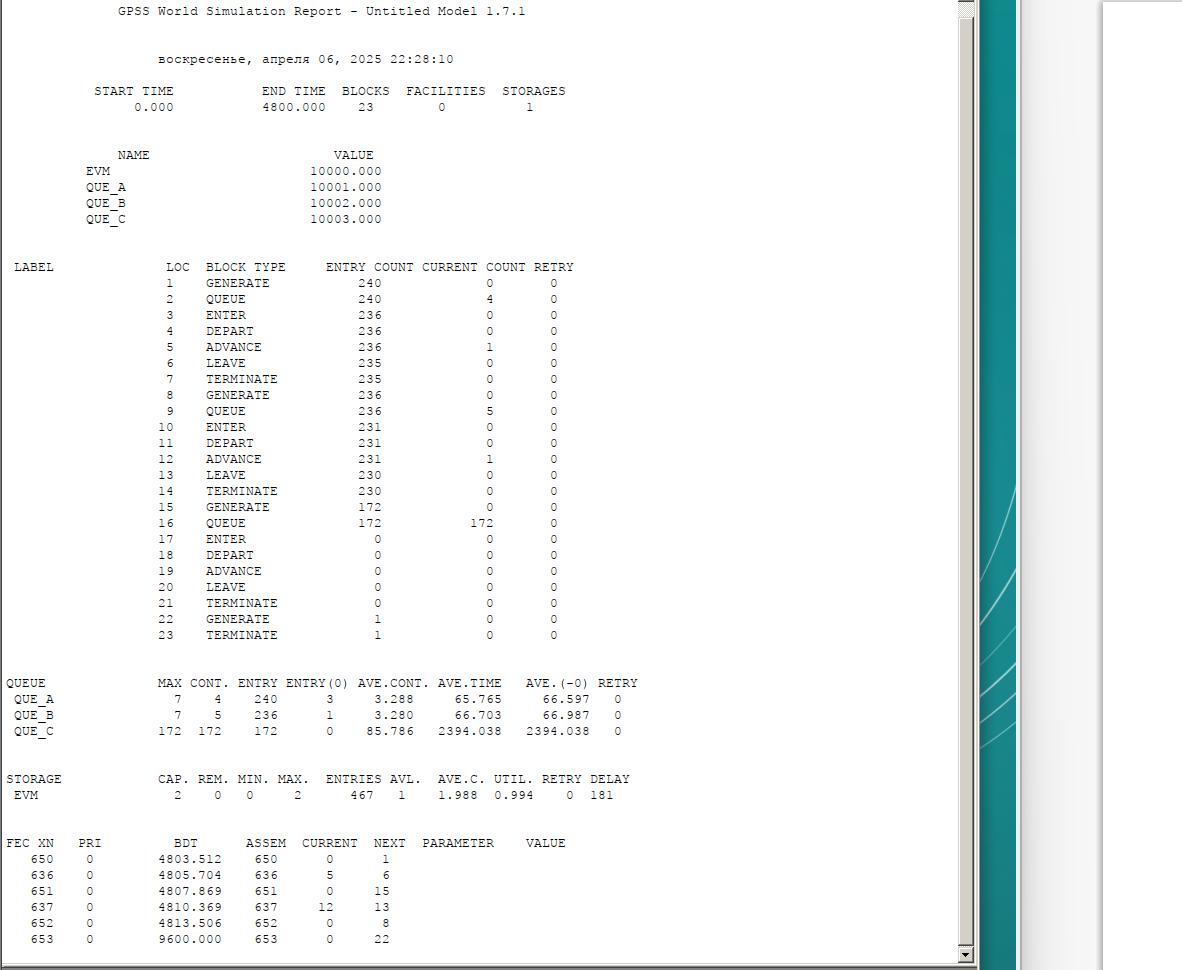 GPSS World Simulation Report - Untitled Model 1.7.1
воскресенье, апреля 06, 2025 22:28:10
START TIME END TIME BLOCKS FACILITIES STORAGES
0.000 4800.000 23 0 1
NAME VALUE
EVM 10000.000
QUE_A 10001.000
QUE_B 10002.000
QUE_C 10003.000
LABEL LOC BLOCK TYPE ENTRY COUNT CURRENT COUNT RETRY
1 GENERATE 240 0 0
2 QUEUE 240 4 0
3 ENTER 236 0 0
4 DEPART 236 0 0
5 ADVANCE 236 1 0
6 LEAVE 235 0 0
7 TERMINATE 235 0 0
8 GENERATE 236 0 0
9 QUEUE 236 5 0
10 ENTER 231 0 0
11 DEPART 231 0 0
12 ADVANCE 231 1 0
13 LEAVE 230 0 0
14 TERMINATE 230 0 0
15 GENERATE 172 0 0
16 QUEUE 172 172 0
17 ENTER 0 0 0
18 DEPART 0 0 0
19 ADVANCE 0 0 0
20 LEAVE 0 0 0
21 TERMINATE 0 0 0
22 GENERATE 1 0 0
23 TERMINATE 1 0 0
QUEUE MAX CONT. ENTRY ENTRY(0) AVE.CONT. AVE.TIME AVE.(-0) RETRY
QUE_A 7 4 240 3 3.288 65.765 66.597 0
QUE_B 7 5 236 1 3.280 66.703 66.987 0
QUE_C 172 172 172 0 85.786 2394.038 2394.038 0
STORAGE CAP. REM. MIN. MAX. ENTRIES AVL. AVE.C. UTIL. RETRY DELAY
EVM 2 0 0 2 467 1 1.988 0.994 0 181
FEC XN PRI BDT ASSEM CURRENT NEXT PARAMETER VALUE
650 0 4803.512 650 0 1
636 0 4805.704 636 5 6
651 0 4807.869 651 0 15
637 0 4810.369 637 12 13
652 0 4813.506 652 0 8
653 0 9600.000 653 0 22